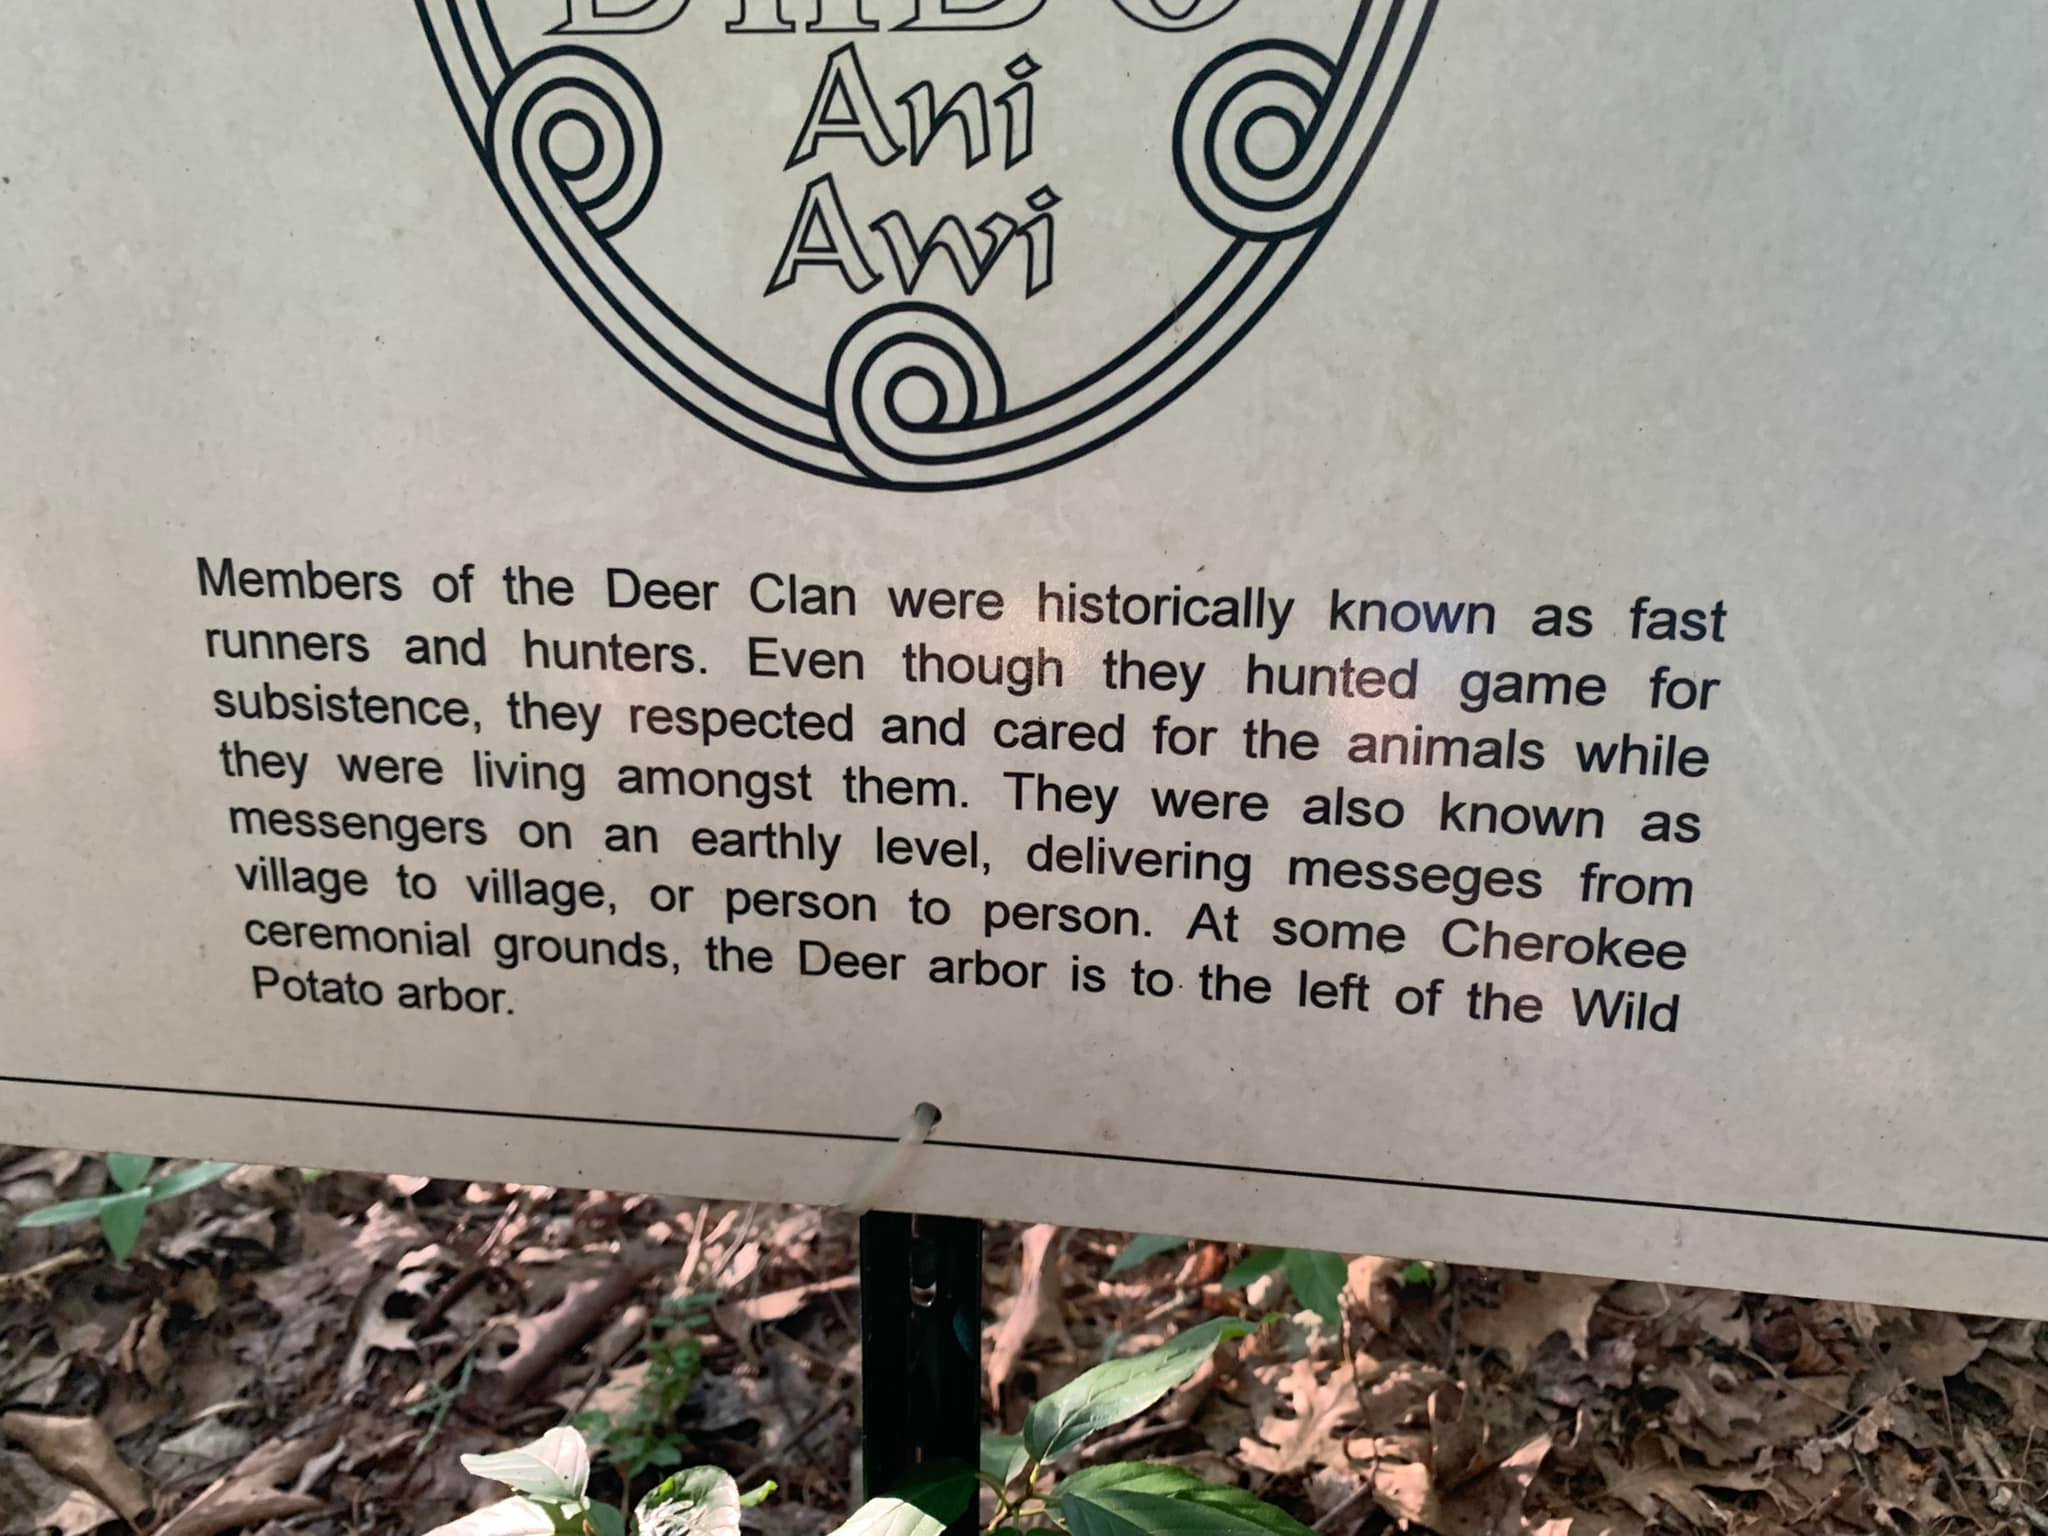 Ani
Awi
Members of the Deer Clan were historically known as fast
runners and hunters. Even though they hunted game for
subsistence, they respected and cared for the animals while
they were living amongst them. They were also known as
messengers on an earthly level, delivering messeges from
village to village, or person to person. At some Cherokee
ceremonial grounds, the Deer arbor is to the left of the Wild
Potato arbor.